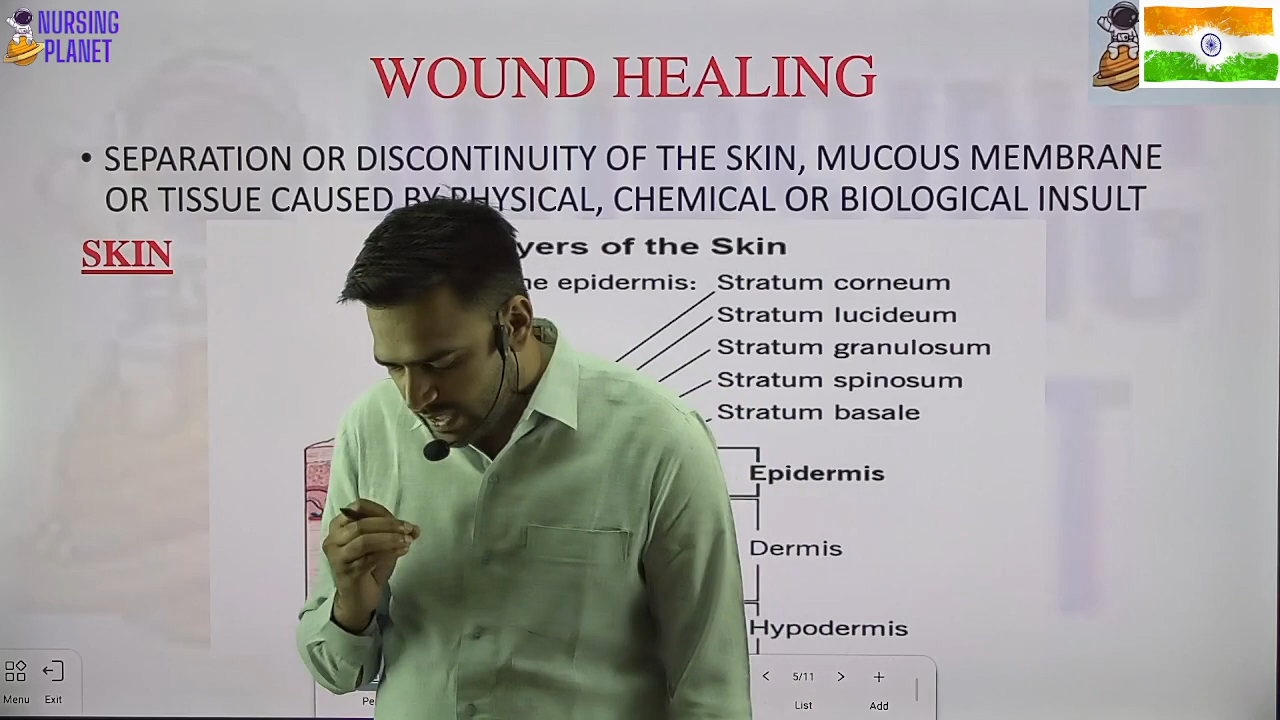 NURSING
PLANET
WOUND HEALING
• SEPARATION OR DISCONTINUITY OF THE SKIN, MUCOUS MEMBRANE
OR TISSUE CAUSED BY PHYSICAL, CHEMICAL OR BIOLOGICAL INSULT
SKIN
of the Skin
epidermis: Stratum corneum
Stratum lucideum
Stratum granulosum
Stratum spinosum
Stratum basale
Epidermis
Dermis
Hypodermis
Menu Exit
< 5/11 > +
List Add